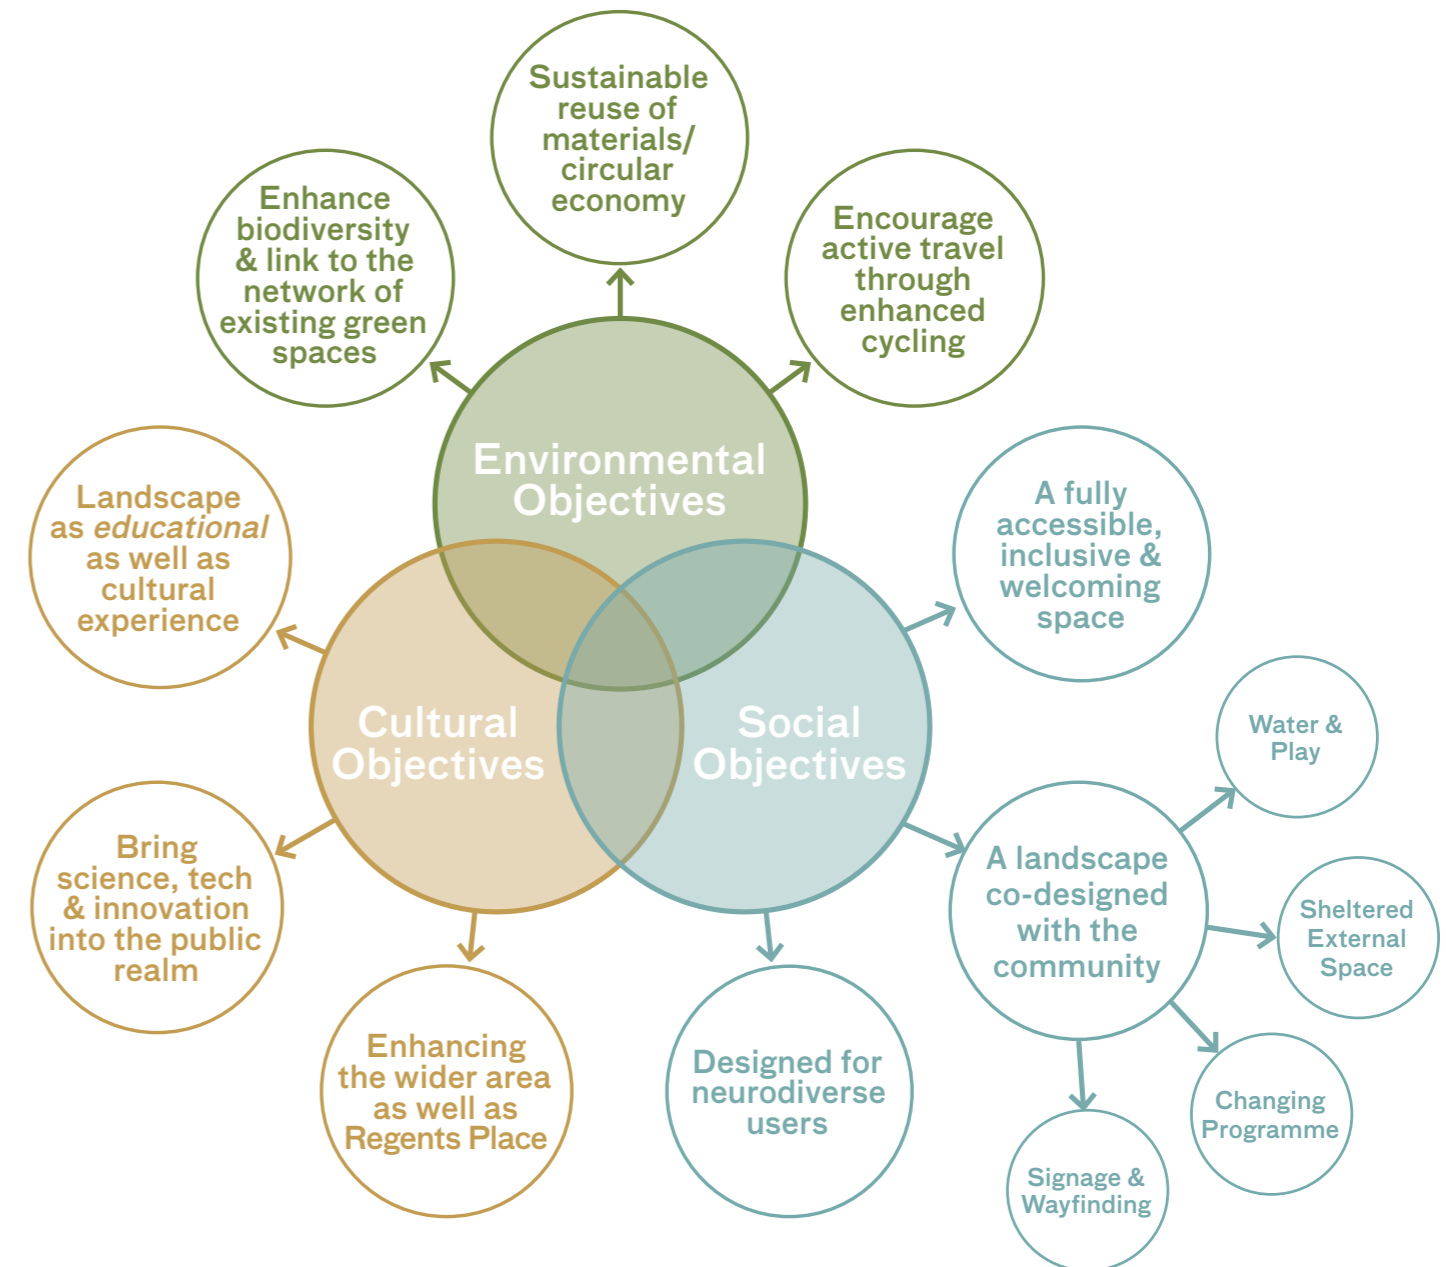 Sustainable
reuse of
materials/
circular
economy
Enhance
biodiversity
& link to the
network of
existing green
spaces
Encourage
active travel
through
enhanced
cycling
Environmental
Objectives
Landscape
as educational
as well as
cultural
experience
A fully
accessible,
inclusive &
welcoming
space
Cultural
Objectives
Social
Objectives
Water &
Play
Bring
science, tech
& innovation
into the public
realm
A landscape
co-designed
with the
community
Sheltered
External
Space
Enhancing
the wider area
as well as
Regents Place
Designed for
neurodiverse
users
Changing
Programme
Signage &
Wayfinding